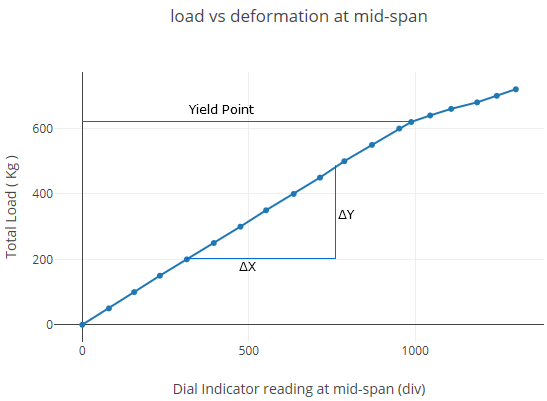 load vs deformation at mid-span
Yield Point
600
400
200
0
ΔY
ΔX
0
500
1000
Total Load ( Kg )
Dial Indicator reading at mid-span (div)